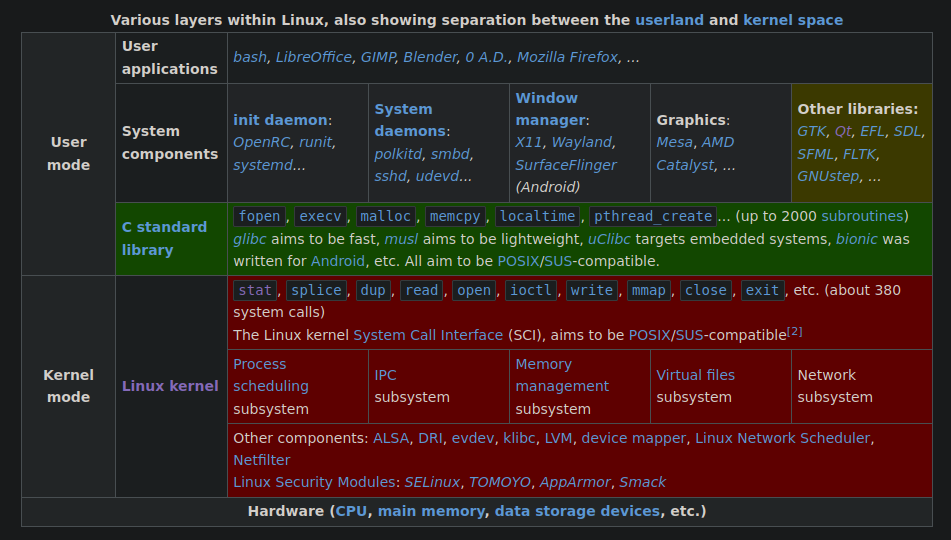 Various layers within Linux, also showing separation between the userland and kernel space
User mode
User applications
bash, LibreOffice, GIMP, Blender, 0 A.D., Mozilla Firefox, ...
System components
init daemon:
OpenRC, runit,
systemd...
System
daemons:
polkitd, smbd,
sshd, udevd...
Window
manager:
X11, Wayland,
SurfaceFlinger
(Android)
Graphics:
Mesa, AMD
Catalyst, ...
Other libraries:
GTK, Qt, EFL, SDL,
SFML, FLTK,
GNUstep, ...
C standard
library
fopen, execv, malloc, memcpy, localtime, pthread_create... (up to 2000 subroutines)
glibc aims to be fast, musl aims to be lightweight, uClibc targets embedded systems, bionic was
written for Android, etc. All aim to be POSIX/SUS-compatible.
Kernel
mode
Linux kernel
stat, splice, dup, read, open, ioctl, write, mmap, close, exit, etc. (about 380
system calls)
The Linux kernel System Call Interface (SCI), aims to be POSIX/SUS-compatible[2]
Process
scheduling
subsystem
IPC
subsystem
Memory
management
subsystem
Virtual files
subsystem
Network
subsystem
Other components: ALSA, DRI, evdev, klibc, LVM, device mapper, Linux Network Scheduler,
Netfilter
Linux Security Modules: SELinux, TOMOYO, AppArmor, Smack
Hardware (CPU, main memory, data storage devices, etc.)